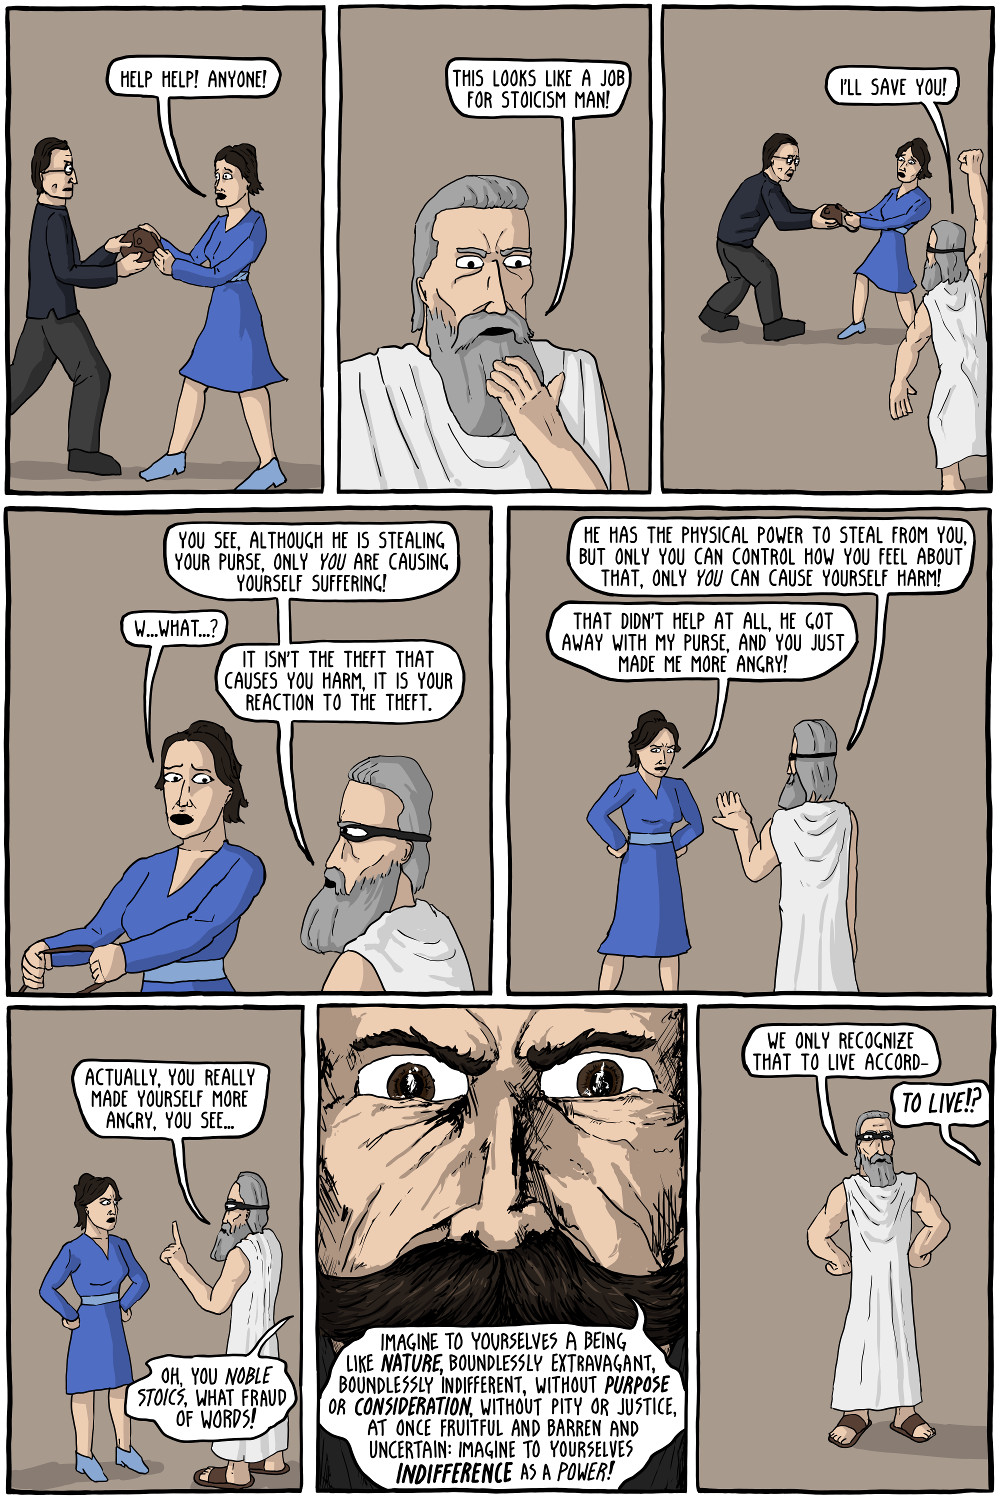 HELP HELP! ANYONE!
THIS LOOKS LIKE A JOB
FOR STOICISM MAN!
I'LL SAVE YOU!
YOU SEE, ALTHOUGH HE IS STEALING
YOUR PURSE, ONLY YOU ARE CAUSING
YOURSELF SUFFERING!
W...WHAT...?
IT ISN'T THE THEFT THAT
CAUSES YOU HARM, IT IS YOUR
REACTION TO THE THEFT.
HE HAS THE PHYSICAL POWER TO STEAL FROM YOU,
BUT ONLY YOU CAN CONTROL HOW YOU FEEL ABOUT
THAT, ONLY YOU CAN CAUSE YOURSELF HARM!
THAT DIDN'T HELP AT ALL, HE GOT
AWAY WITH MY PURSE, AND YOU JUST
MADE ME MORE ANGRY!
ACTUALLY, YOU REALLY
MADE YOURSELF MORE
ANGRY, YOU SEE...
OH, YOU NOBLE
STOICS, WHAT FRAUD
OF WORDS!
IMAGINE TO YOURSELVES A BEING
LIKE NATURE, BOUNDLESSLY EXTRAVAGANT,
BOUNDLESSLY INDIFFERENT, WITHOUT PURPOSE
OR CONSIDERATION, WITHOUT PITY OR JUSTICE,
AT ONCE FRUITFUL AND BARREN AND
UNCERTAIN: IMAGINE TO YOURSELVES
INDIFFERENCE AS A POWER!
WE ONLY RECOGNIZE
THAT TO LIVE ACCORD-
TO LIVE!?